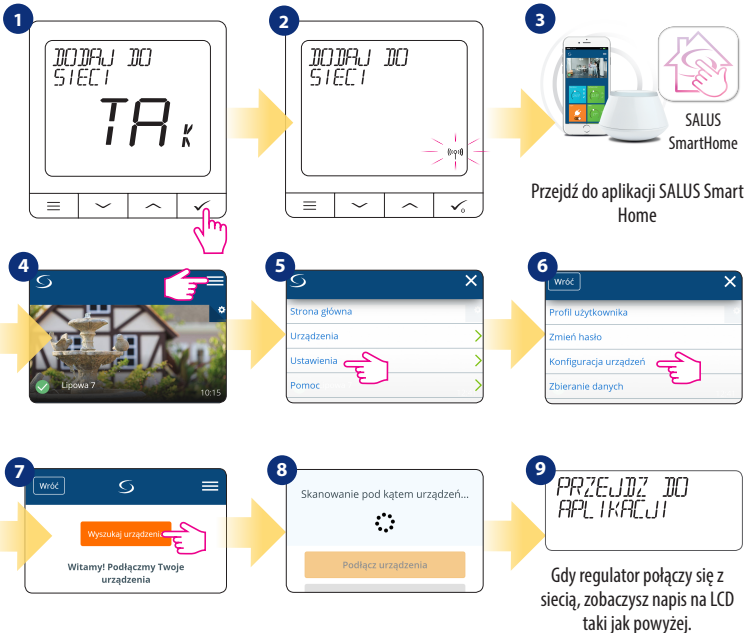 1
DODAJ DO
SIECI
TAK
2
DODAJ DO
SIECI
3
SALUS
SmartHome
Przejdź do aplikacji SALUS Smart
Home
4
Lipowa 7
10:15
5
Strona główna
Urządzenia
Ustawienia
Pomoc
6
Wróć
Profil użytkownika
Zmień hasło
Konfiguracja urządzeń
Zbieranie danych
7
Wróć
Wyszukaj urządzenia
Witamy! Podłączmy Twoje
urządzenia
8
Skanowanie pod kątem urządzeń...
Podłącz urządzenia
9
PRZEJDZ DO
APLIKACJI
Gdy regulator połączy się z
siecią, zobaczysz napis na LCD
taki jak powyżej.